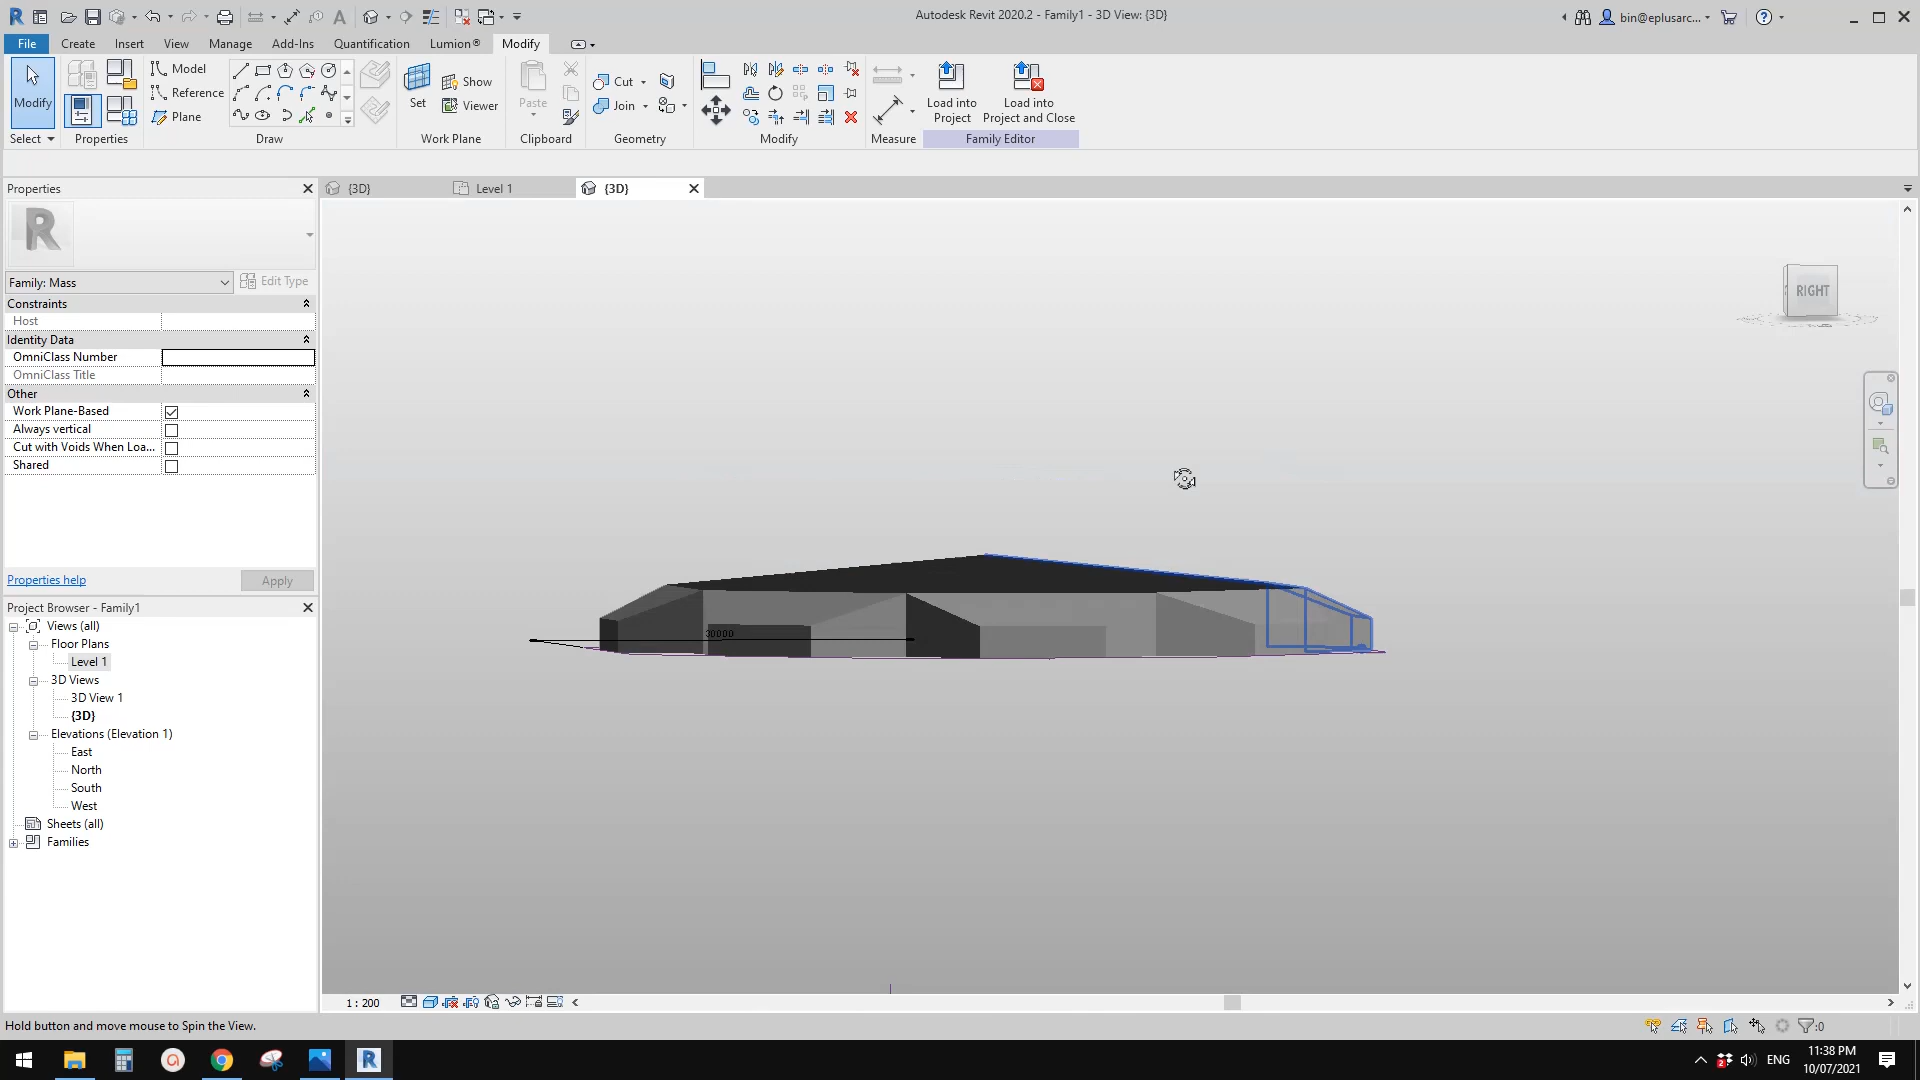 Autodesk Revit 2020.2 - Family1 - 3D View: {3D}
bin@eplusarc...
File
Create
Insert
View
Manage
Add-Ins
Quantification
Lumion®
Modify
Modify
Model
Reference
Plane
Set
Show
Viewer
Paste
Cut
Join
Load into
Project
Load into
Project and Close
Select
Properties
Draw
Work Plane
Clipboard
Geometry
Modify
Measure
Family Editor
Properties
{3D}
Level 1
{3D}
Family: Mass
Edit Type
Constraints
Host
Identity Data
OmniClass Number
OmniClass Title
Other
Work Plane-Based
Always vertical
Cut with Voids When Loa...
Shared
Properties help
Apply
Project Browser - Family1
Views (all)
Floor Plans
Level 1
3D Views
3D View 1
{3D}
Elevations (Elevation 1)
East
North
South
West
Sheets (all)
Families
RIGHT
30000
1 : 200
Hold button and move mouse to Spin the View.
:0
ENG
11:38 PM
10/07/2021